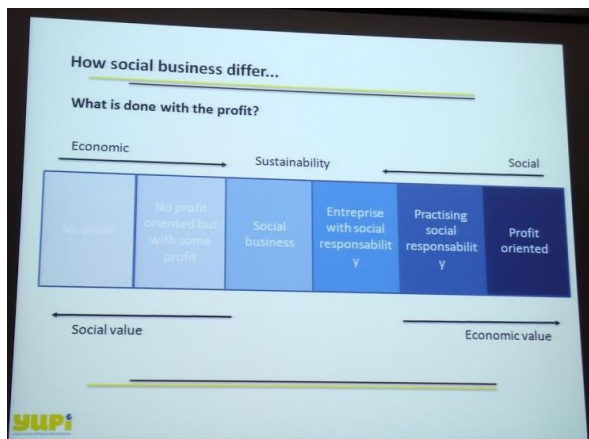 How social business differ...
What is done with the profit?
Economic
Sustainability
Social
No profit
No profit
oriented but
with some
profit
Social
business
Entreprise
with social
responsabilit
y
Practising
social
responsabilit
y
Profit
oriented
Social value
Economic value
yupi